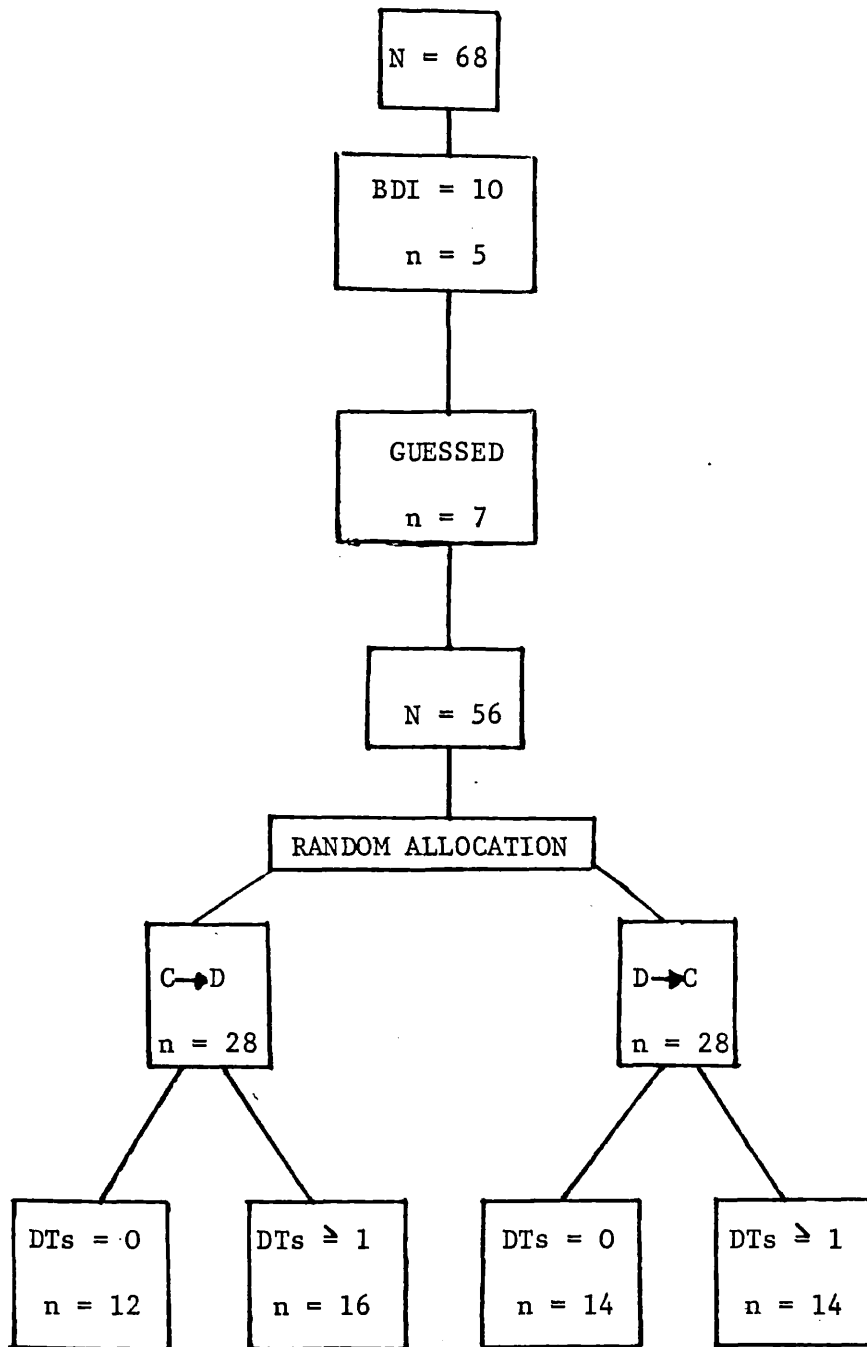 N = 68
BDI = 10
n = 5
GUESSED
n = 7
N = 56
RANDOM ALLOCATION
C→D
n = 28
D→C
n = 28
DTs = 0
n = 12
DTs ≧ 1
n = 16
DTs = 0
n = 14
DTs ≧ 1
n = 14